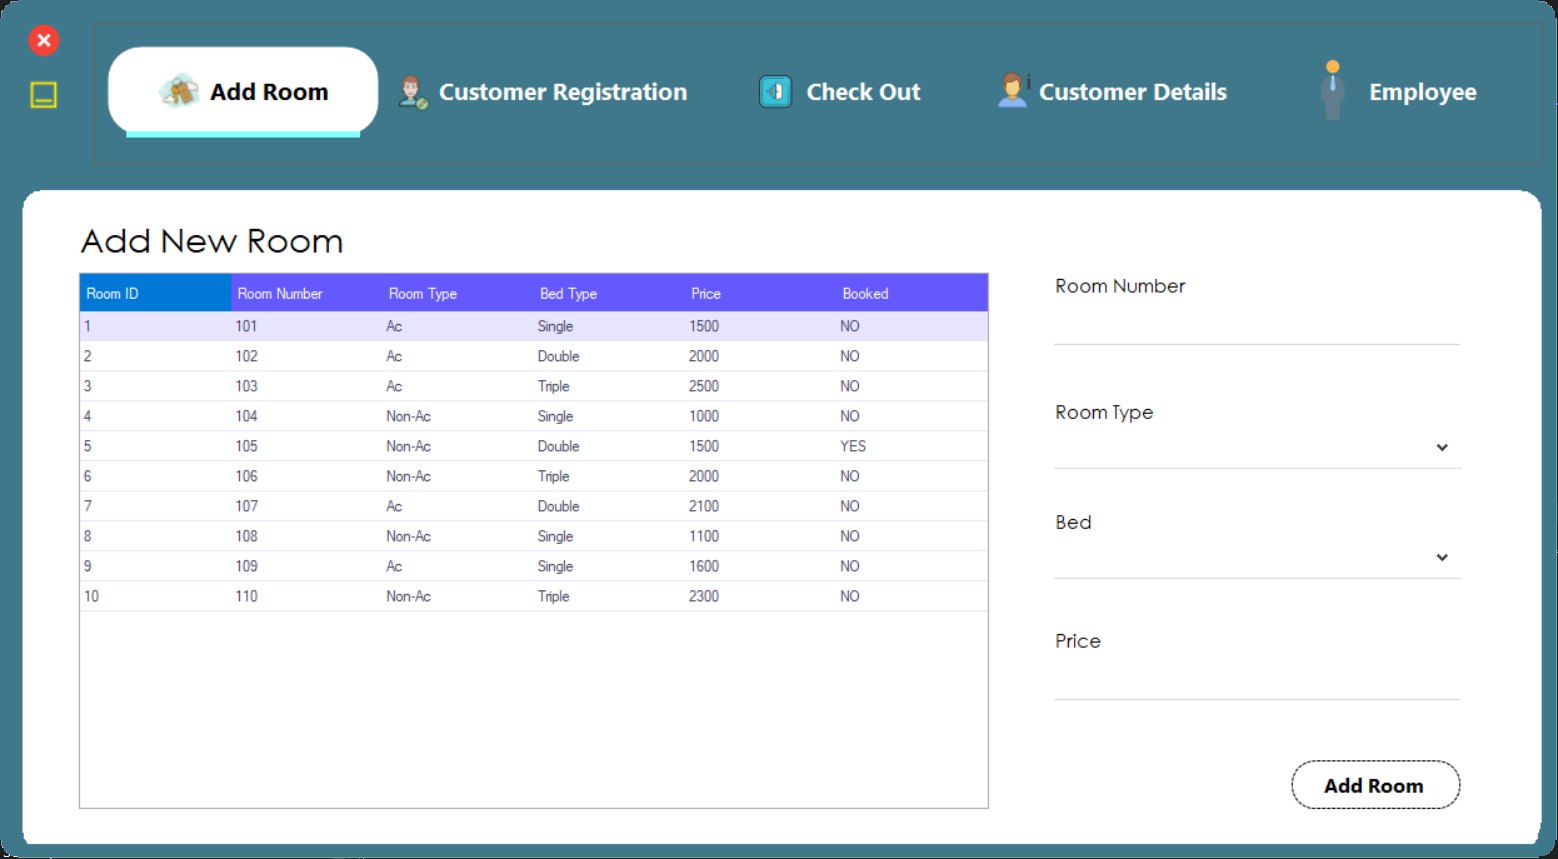 Add Room Customer Registration Check Out Customer Details Employee
Add New Room
Room ID Room Number Room Type Bed Type Price Booked
1 101 Ac Single 1500 NO
2 102 Ac Double 2000 NO
3 103 Ac Triple 2500 NO
4 104 Non-Ac Single 1000 NO
5 105 Non-Ac Double 1500 YES
6 106 Non-Ac Triple 2000 NO
7 107 Ac Double 2100 NO
8 108 Non-Ac Single 1100 NO
9 109 Ac Single 1600 NO
10 110 Non-Ac Triple 2300 NO
Room Number
Room Type
Bed
Price
Add Room